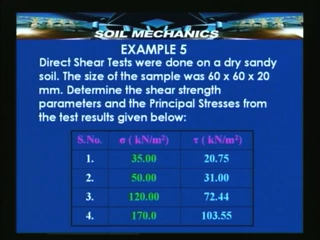 SOIL MECHANICS
EXAMPLE 5
Direct Shear Tests were done on a dry sandy
soil. The size of the sample was 60 x 60 x 20
mm. Determine the shear strength
parameters and the Principal Stresses from
the test results given below:
S.No. σ ( kN/m²) τ ( kN/m²)
1. 35.00 20.75
2. 50.00 31.00
3. 120.00 72.44
4. 170.0 103.55